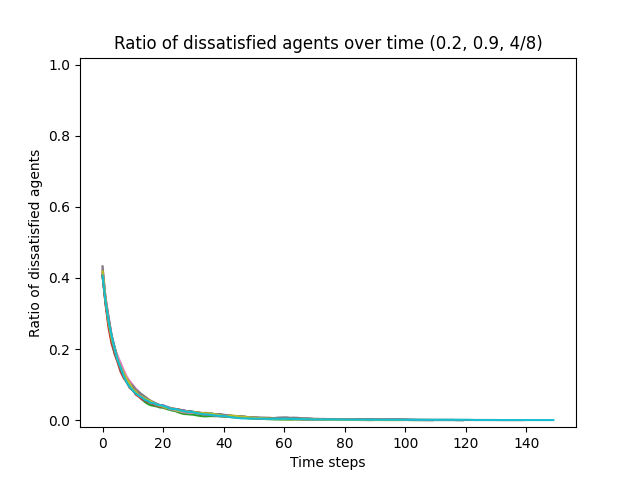 Ratio of dissatisfied agents over time (0.2, 0.9, 4/8)
1.0
0.8
0.6
0.4
0.2
0.0
Ratio of dissatisfied agents
0 20 40 60 80 100 120 140
Time steps